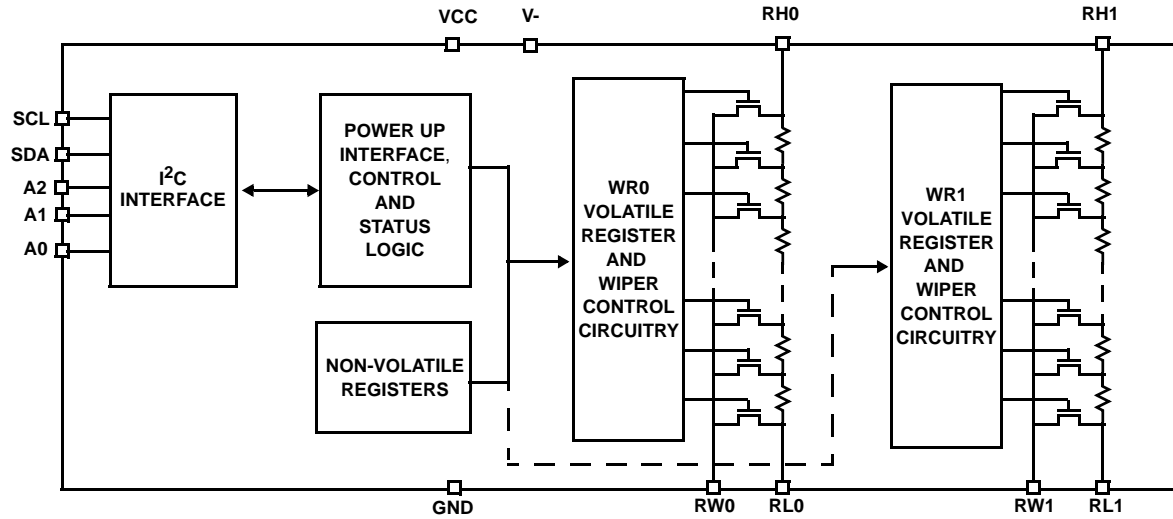 VCC V- RH0 RH1
SCL
SDA
A2
A1
A0
I²C
INTERFACE
POWER UP
INTERFACE,
CONTROL
AND
STATUS
LOGIC
NON-VOLATILE
REGISTERS
WR0
VOLATILE
REGISTER
AND
WIPER
CONTROL
CIRCUITRY
WR1
VOLATILE
REGISTER
AND
WIPER
CONTROL
CIRCUITRY
GND RW0 RL0 RW1 RL1